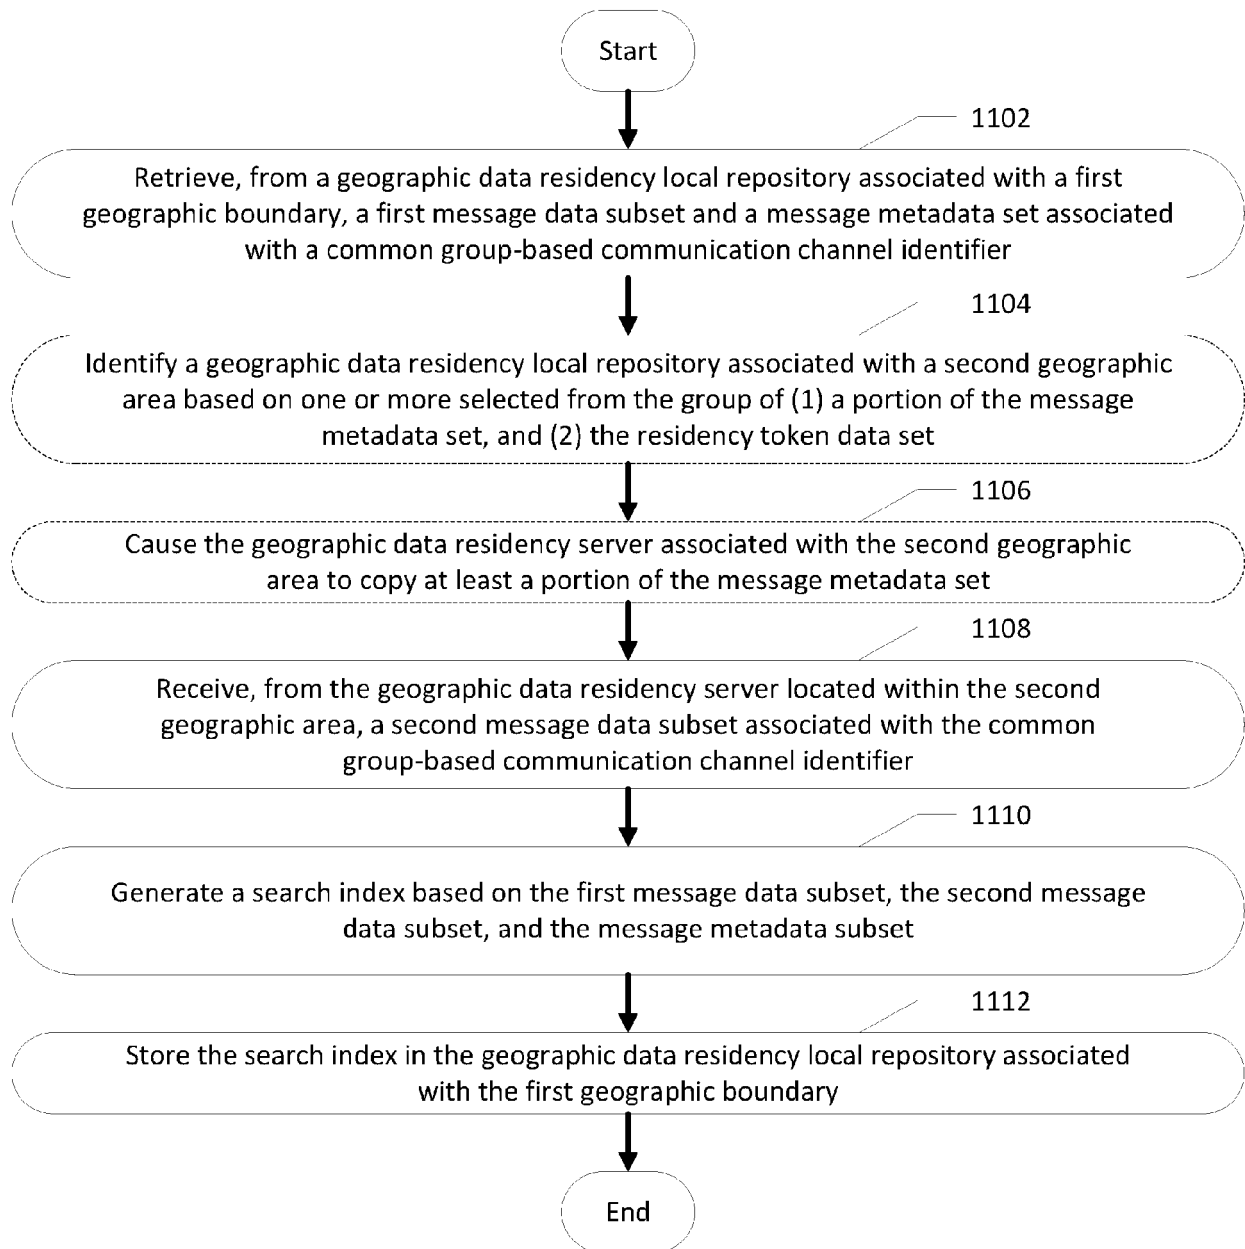 Start
1102
Retrieve, from a geographic data residency local repository associated with a first
geographic boundary, a first message data subset and a message metadata set associated
with a common group-based communication channel identifier
1104
Identify a geographic data residency local repository associated with a second geographic
area based on one or more selected from the group of (1) a portion of the message
metadata set, and (2) the residency token data set
1106
Cause the geographic data residency server associated with the second geographic
area to copy at least a portion of the message metadata set
1108
Receive, from the geographic data residency server located within the second
geographic area, a second message data subset associated with the common
group-based communication channel identifier
1110
Generate a search index based on the first message data subset, the second message
data subset, and the message metadata subset
1112
Store the search index in the geographic data residency local repository associated
with the first geographic boundary
End